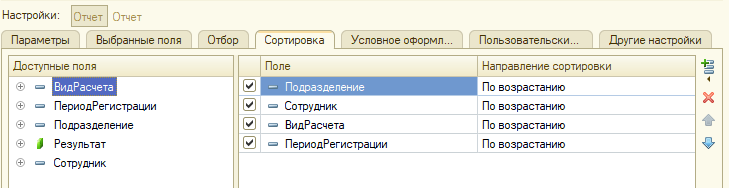 Настройки: Отчет Отчет
Параметры Выбранные поля Отбор Сортировка Условное оформл... Пользовательски... Другие настройки
Доступные поля Поле Направление сортировки
ВидРасчета Подразделение По возрастанию
ПериодРегистрации Сотрудник По возрастанию
Подразделение ВидРасчета По возрастанию
Результат ПериодРегистрации По возрастанию
Сотрудник